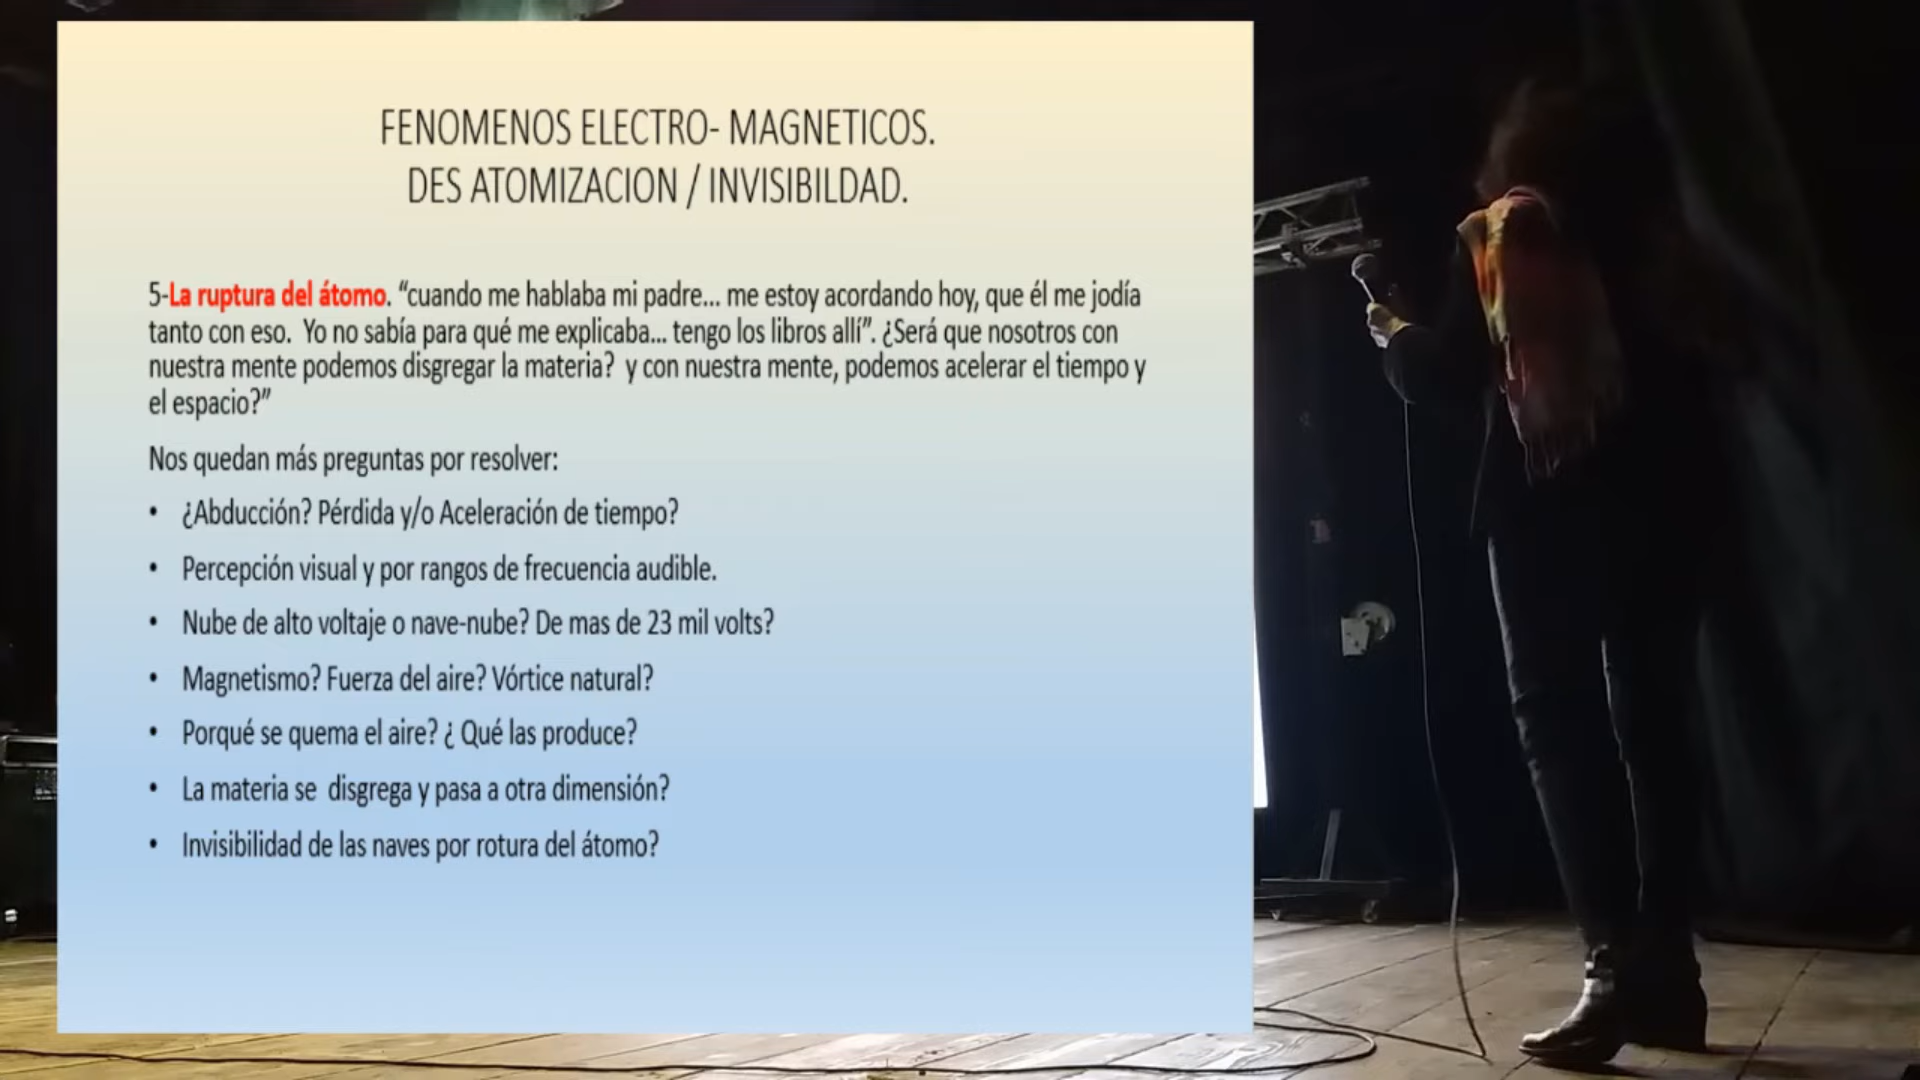 FENOMENOS ELECTRO- MAGNETICOS.
DES ATOMIZACION / INVISIBILDAD.
5-La ruptura del átomo. “cuando me hablaba mi padre... me estoy acordando hoy, que él me jodía
tanto con eso. Yo no sabía para qué me explicaba... tengo los libros allí”. ¿Será que nosotros con
nuestra mente podemos disgregar la materia? y con nuestra mente, podemos acelerar el tiempo y
el espacio?”
Nos quedan más preguntas por resolver:
• ¿Abducción? Pérdida y/o Aceleración de tiempo?
• Percepción visual y por rangos de frecuencia audible.
• Nube de alto voltaje o nave-nube? De mas de 23 mil volts?
• Magnetismo? Fuerza del aire? Vórtice natural?
• Porqué se quema el aire? ¿ Qué las produce?
• La materia se disgrega y pasa a otra dimensión?
• Invisibilidad de las naves por rotura del átomo?